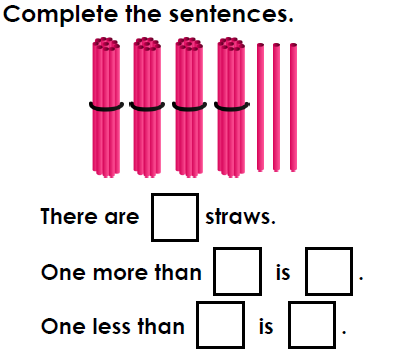 Complete the sentences.
There are straws.
One more than is .
One less than is .